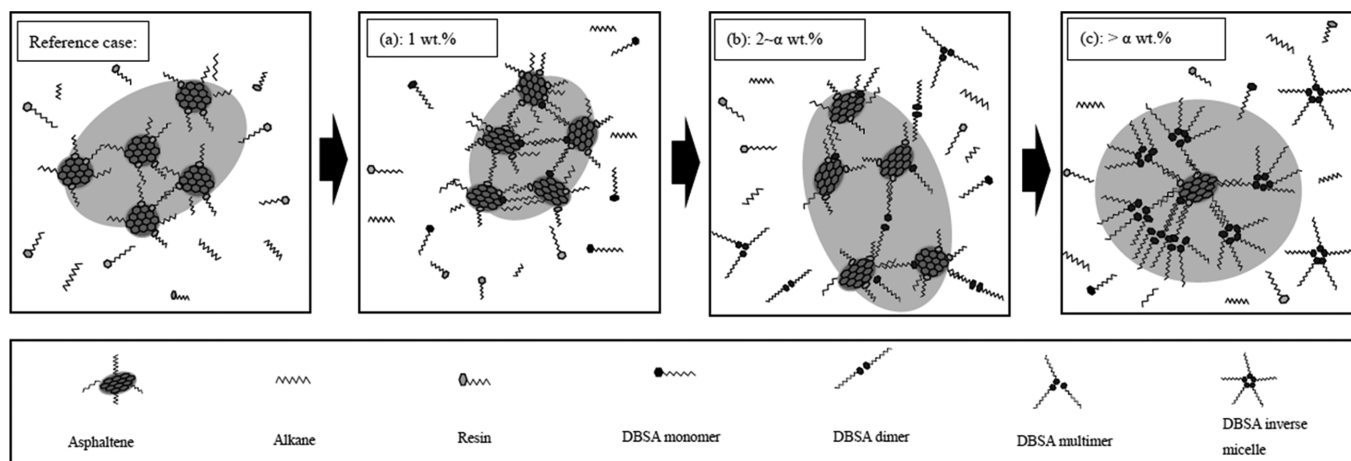 Reference case:
(a): 1 wt.%
(b): 2~α wt.%
(c): > α wt.%
Asphaltene
Alkane
Resin
DBSA monomer
DBSA dimer
DBSA multimer
DBSA inverse
micelle